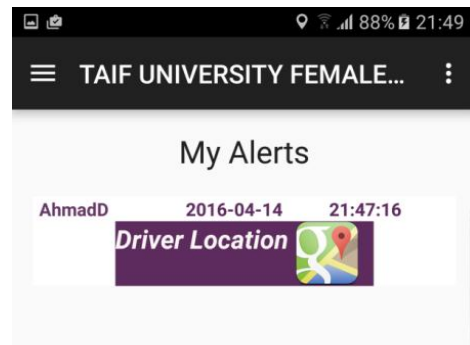 88% 21:49
TAIF UNIVERSITY FEMALE...
My Alerts
AhmadD 2016-04-14 21:47:16
Driver Location